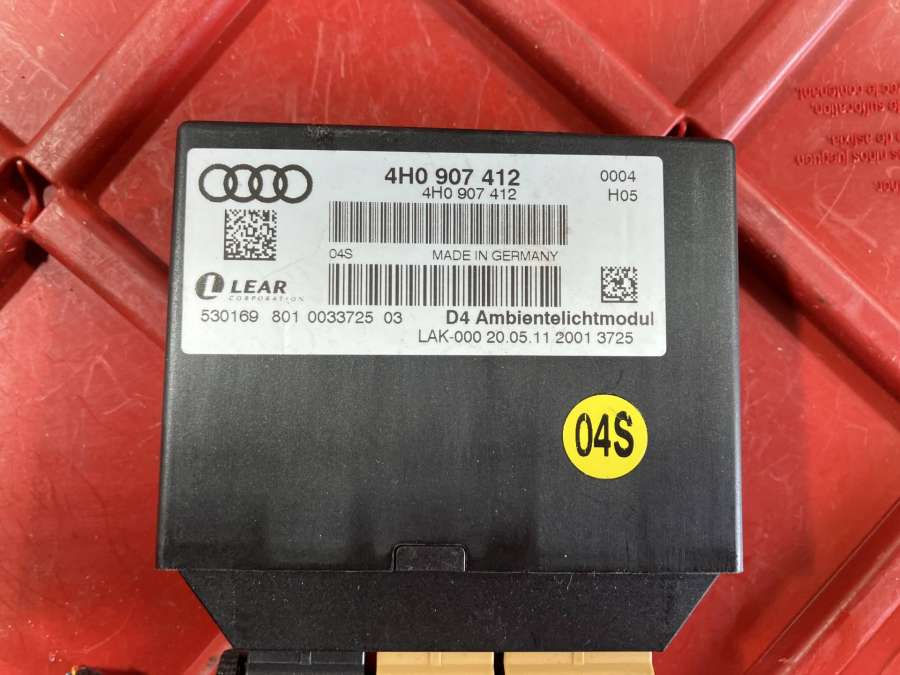 4H0 907 412
4H0 907 412
0004
H05
04S MADE IN GERMANY
LEAR
CORPORATION
530169 801 0033725 03
D4 Ambientelichtmodul
LAK-000 20.05.11 2001 3725
04S